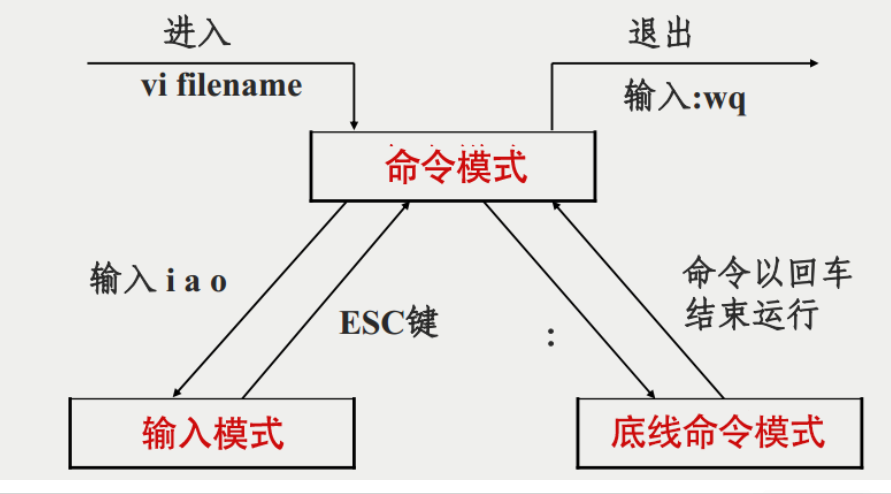 进入
vi filename
退出
输入:wq
命令模式
输入 i a o
ESC键
:
命令以回车
结束运行
输入模式
底线命令模式